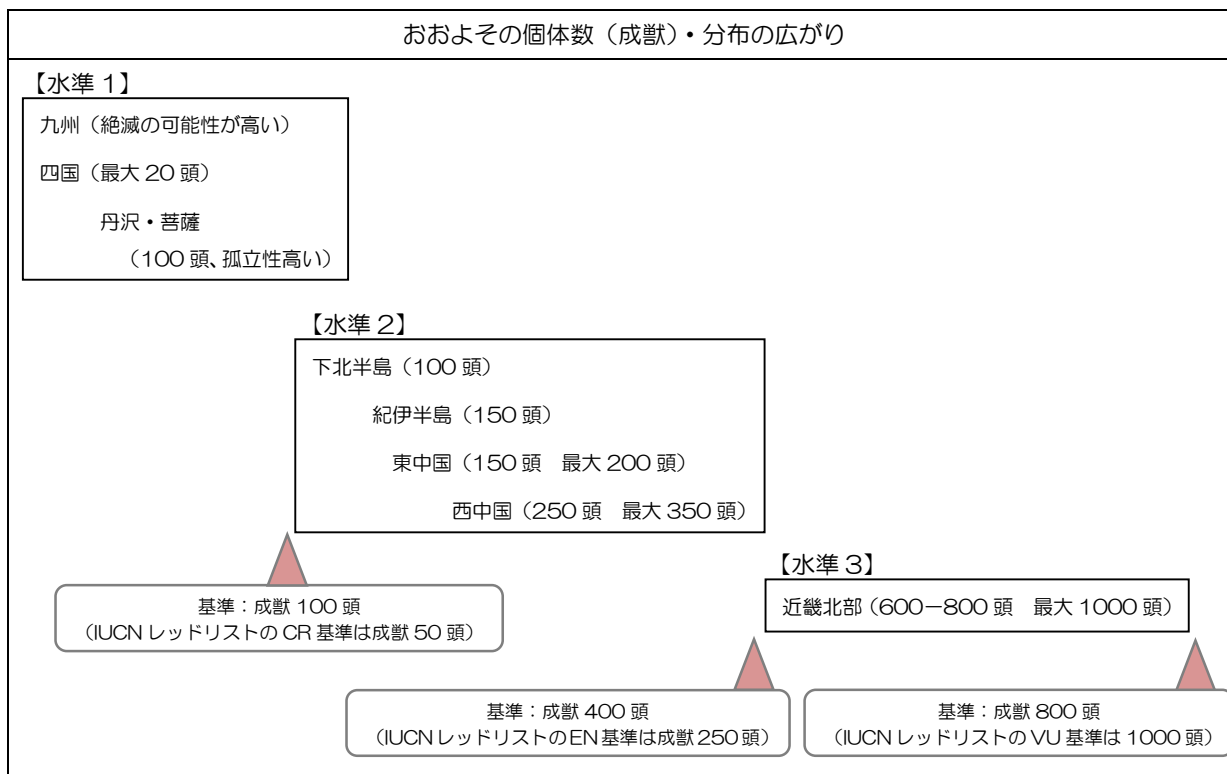 おおよその個体数（成獣）・分布の広がり
【水準 1】
九州（絶滅の可能性が高い）
四国（最大 20 頭）
丹沢・菩薩
（100 頭、孤立性高い）
【水準 2】
下北半島（100 頭）
紀伊半島（150 頭）
東中国（150 頭　最大 200 頭）
西中国（250 頭　最大 350 頭）
基準：成獣 100 頭
（IUCN レッドリストの CR 基準は成獣 50 頭）
【水準 3】
近畿北部（600－800 頭　最大 1000 頭）
基準：成獣 400 頭
（IUCN レッドリストの EN 基準は成獣 250 頭）
基準：成獣 800 頭
（IUCN レッドリストの VU 基準は 1000 頭）